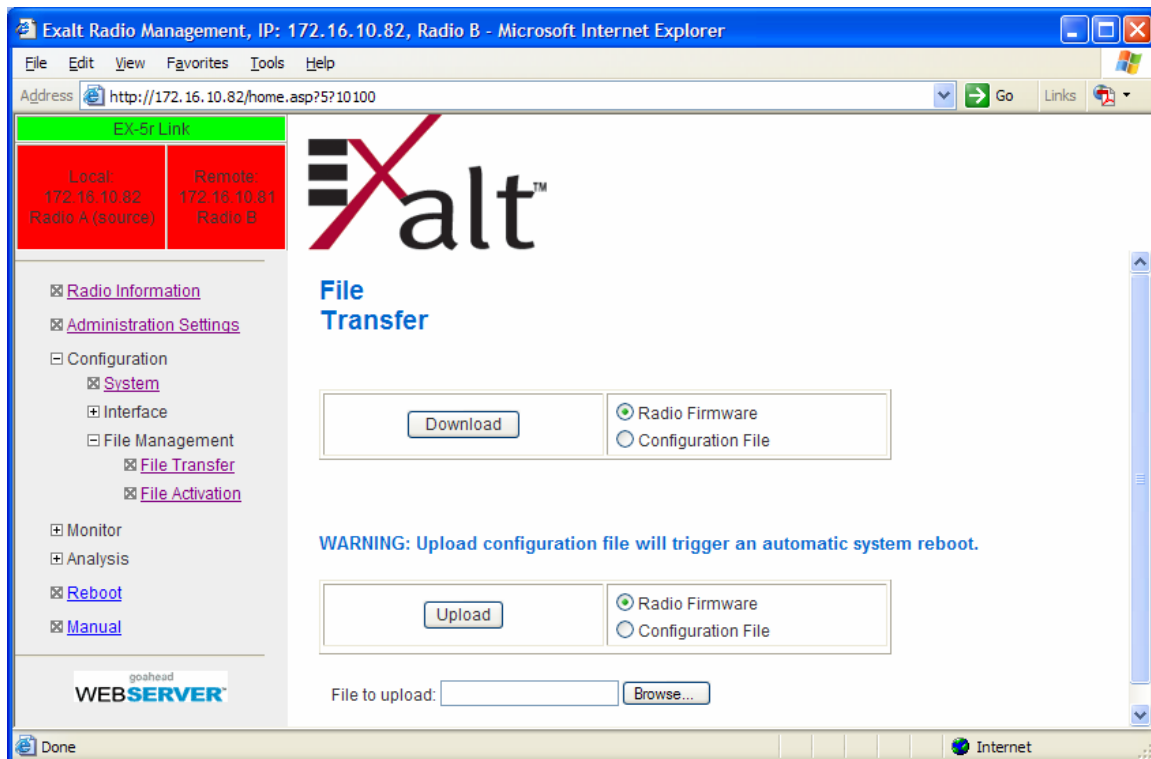 Exalt Radio Management, IP: 172.16.10.82, Radio B - Microsoft Internet Explorer
File Edit View Favorites Tools Help
Address http://172.16.10.82/home.asp?5?10100 Go Links
EX-5r Link
Local:
172.16.10.82
Radio A (source)
Remote:
172.16.10.81
Radio B
EXalt™
Radio Information
Administration Settings
Configuration
System
Interface
File Management
File Transfer
File Activation
Monitor
Analysis
Reboot
Manual
goahead
WEBSERVER
File
Transfer
Download
Radio Firmware
Configuration File
WARNING: Upload configuration file will trigger an automatic system reboot.
Upload
Radio Firmware
Configuration File
File to upload: Browse...
Done Internet